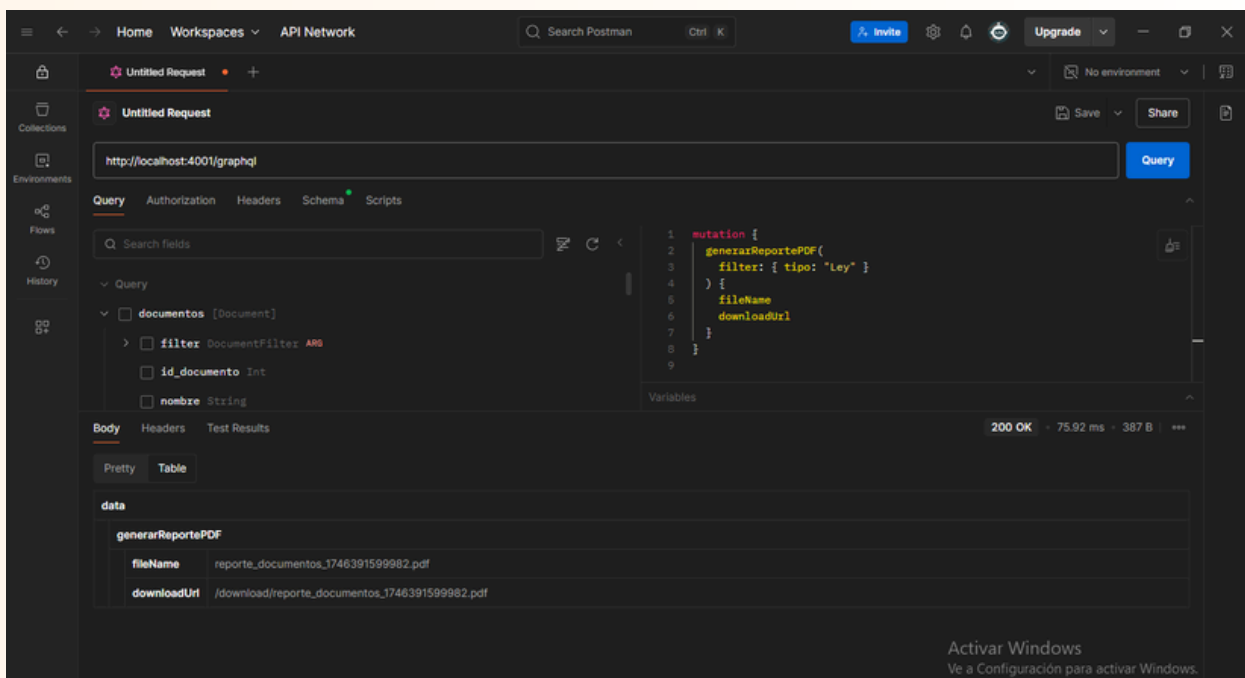 Home Workspaces API Network Search Postman Ctrl K Invite Upgrade
Untitled Request No environment
Collections
Untitled Request Save Share
Environments
http://localhost:4001/graphql Query
Flows
Query Authorization Headers Schema Scripts
History
Search fields
Query
documentos [Document]
filter DocumentFilter ARG
id_documento Int
nombre String
1 mutation {
2 generarReportePDF(
3 filter: { tipo: "Ley" }
4 ) {
5 fileName
6 downloadUrl
7 }
8 }
9
Variables
Body Headers Test Results 200 OK 75.92 ms 387 B
Pretty Table
data
generarReportePDF
fileName reporte_documentos_1746391599982.pdf
downloadUrl /download/reporte_documentos_1746391599982.pdf
Activar Windows
Ve a Configuración para activar Windows.